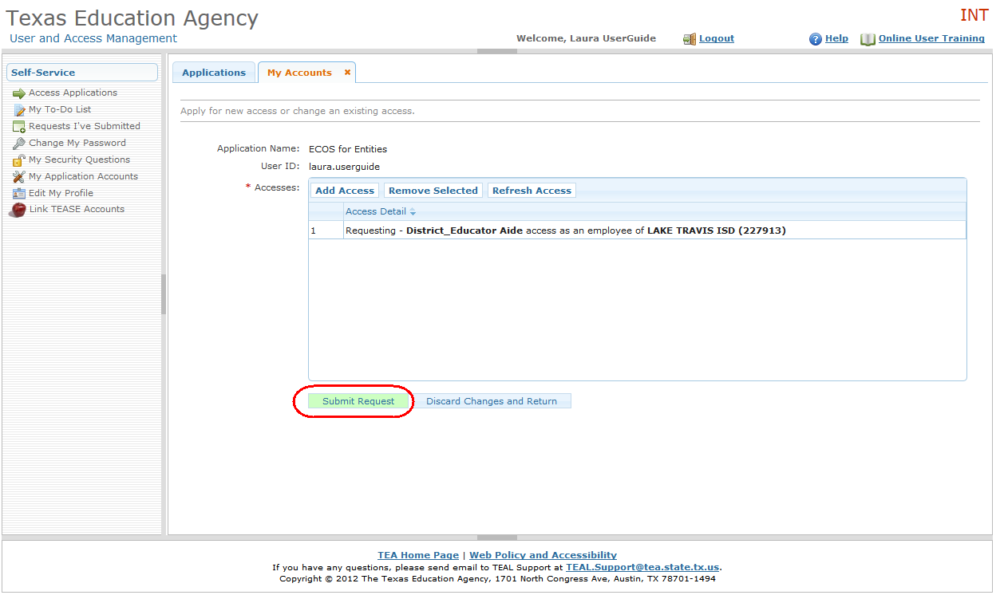 Texas Education Agency
INT
User and Access Management
Welcome, Laura UserGuide
Logout
Help
Online User Training
Self-Service
Access Applications
My To-Do List
Requests I've Submitted
Change My Password
My Security Questions
My Application Accounts
Edit My Profile
Link TEASE Accounts
Applications
My Accounts
Apply for new access or change an existing access.
Application Name: ECOS for Entities
User ID: laura.userguide
* Accesses:
Add Access Remove Selected Refresh Access
Access Detail
1 Requesting - District_Educator Aide access as an employee of LAKE TRAVIS ISD (227913)
Submit Request Discard Changes and Return
TEA Home Page | Web Policy and Accessibility
If you have any questions, please send email to TEAL Support at TEAL.Support@tea.state.tx.us.
Copyright © 2012 The Texas Education Agency, 1701 North Congress Ave, Austin, TX 78701-1494